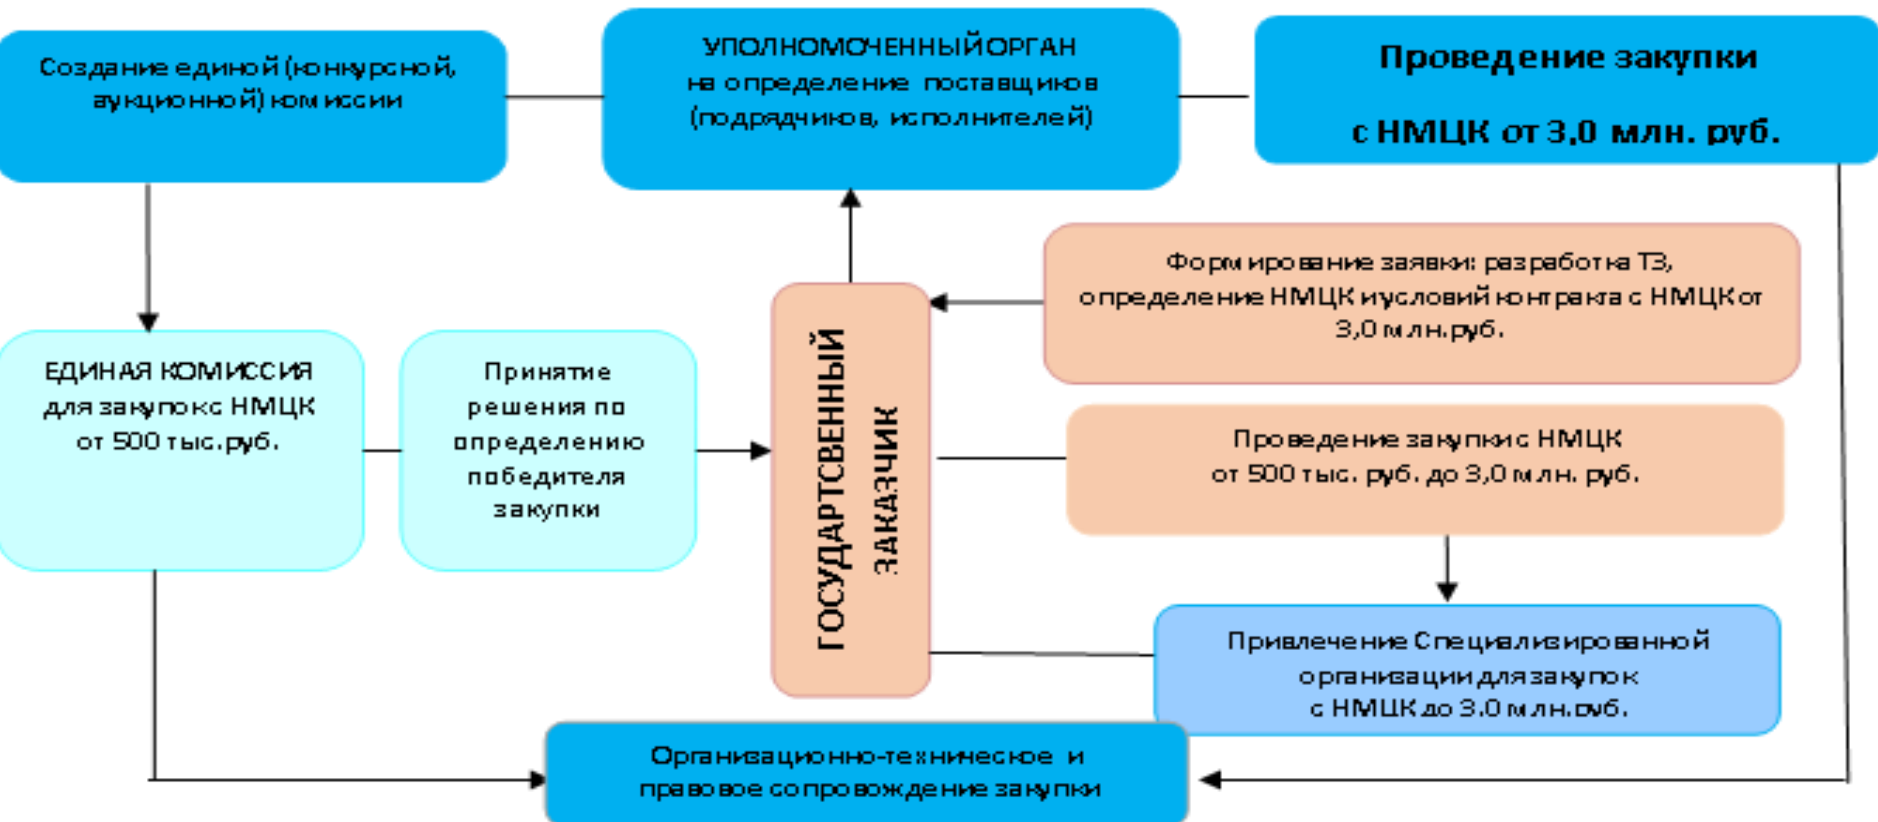 Создание единой (конкурсной,
аукционной) комиссии
УПОЛНОМОЧЕННЫЙ ОРГАН
на определение поставщиков
(подрядчиков, исполнителей)
Проведение закупки
с НМЦК от 3,0 млн. руб.
Формирование заявки: разработка ТЗ,
определение НМЦК и условий контракта с НМЦК от
3,0 млн.руб.
ЕДИНАЯ КОМИССИЯ
для закупок с НМЦК
от 500 тыс.руб.
Принятие
решения по
определению
победителя
закупки
ГОСУДАРТСВЕННЫЙ
ЗАКАЗЧИК
Проведение закупки с НМЦК
от 500 тыс. руб. до 3,0 млн. руб.
Привлечение Специализированной
организации для закупок
с НМЦК до 3.0 млн.руб.
Организационно-техническое и
правовое сопровождение закупки